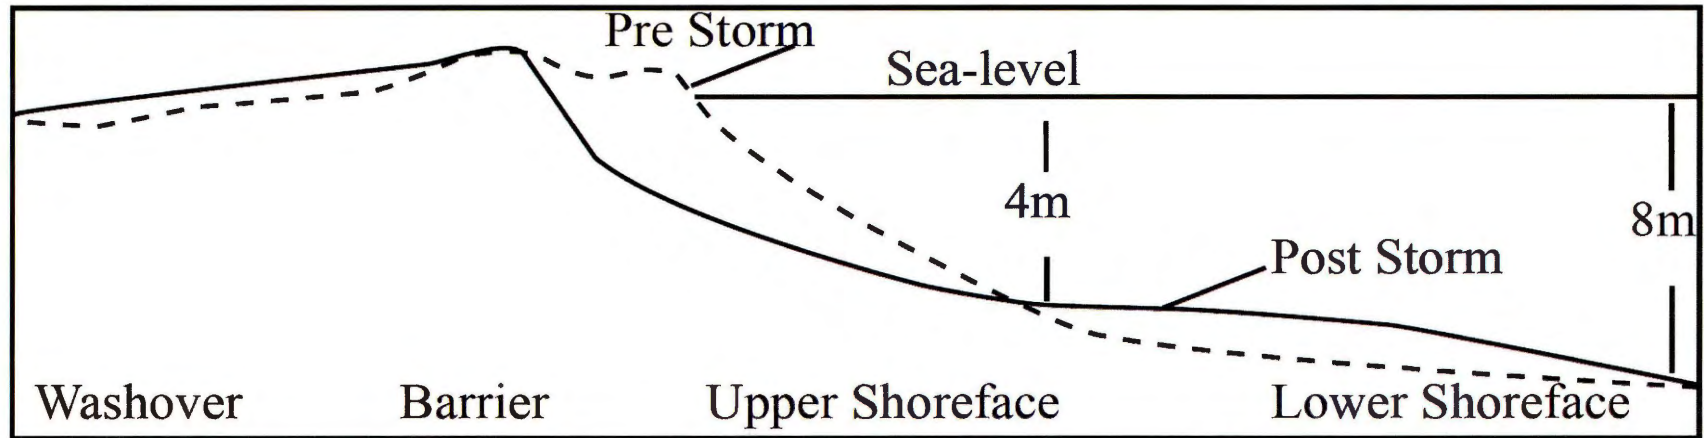 Pre Storm
Sea-level
4m
8m
Post Storm
Washover
Barrier
Upper Shoreface
Lower Shoreface